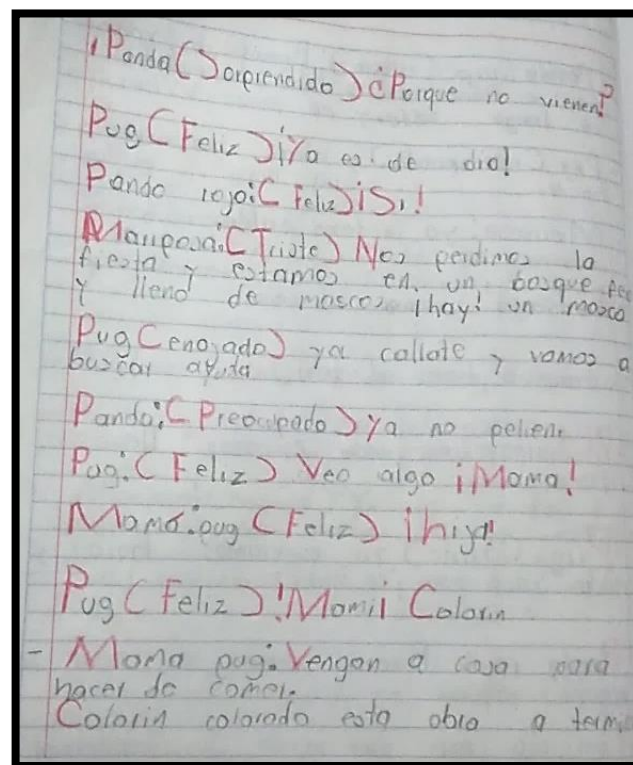 ¡Panda (Sorprendido) ¿Porque no vienen?
Pug (Feliz) ¡Ya es de dia!
Panda rojo: (Feliz) ¡Si!
Mariposa: (Triste) Nos perdimos la
fiesta y estamos en un bosque feo
y lleno de moscos ¡hay! un mosco
Pug (enojado) ya callate y vamos a
buscar ayuda
Panda: (Preocupado) ya no peleen
Pug: (Feliz) Veo algo ¡Mama!
Mamá: pug (Feliz) ¡hija!
Pug (Feliz) !Mami¡ Colorin
- Mama pug: Vengan a casa para
hacer de comer.
Colorin colorado esta obra a termi